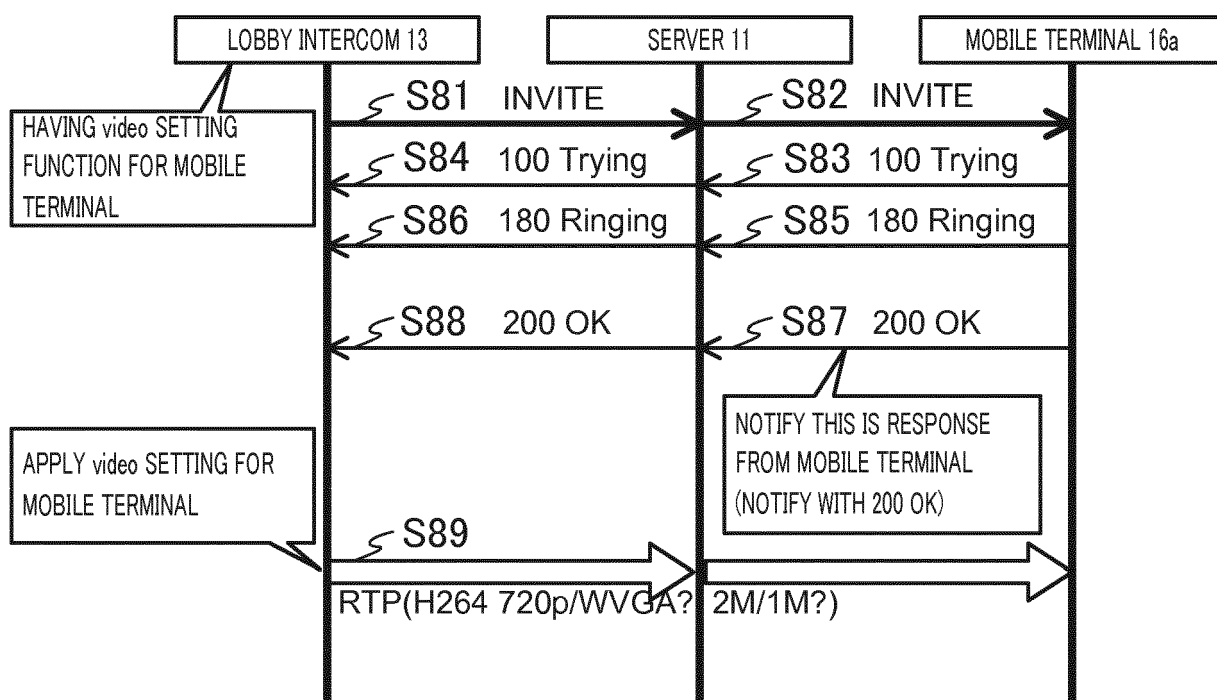 LOBBY INTERCOM 13
SERVER 11
MOBILE TERMINAL 16a
HAVING video SETTING
FUNCTION FOR MOBILE
TERMINAL
S81 INVITE
S82 INVITE
S84 100 Trying
S83 100 Trying
S86 180 Ringing
S85 180 Ringing
S88 200 OK
S87 200 OK
NOTIFY THIS IS RESPONSE
FROM MOBILE TERMINAL
(NOTIFY WITH 200 OK)
APPLY video SETTING FOR
MOBILE TERMINAL
S89
RTP(H264 720p/WVGA? 2M/1M?)